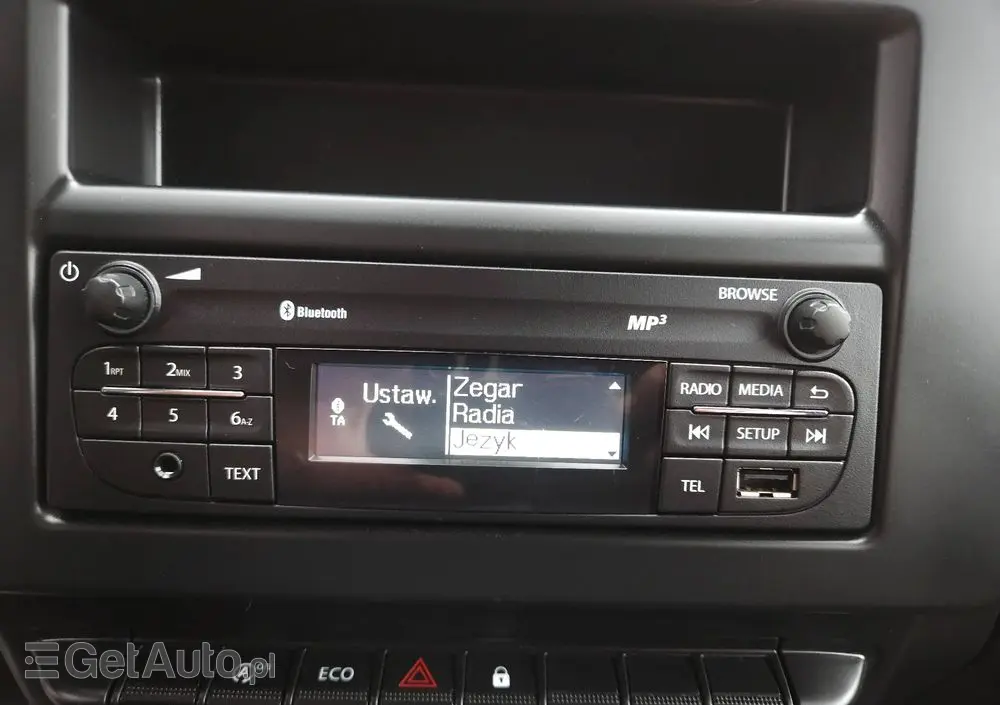 BROWSE
Bluetooth
MP3
1RPT 2MIX 3
4 5 6A-Z
TEXT
TA
Ustaw.
Zegar
Radia
Jezyk
RADIO MEDIA
SETUP
TEL
ECO
GetAuto.pl